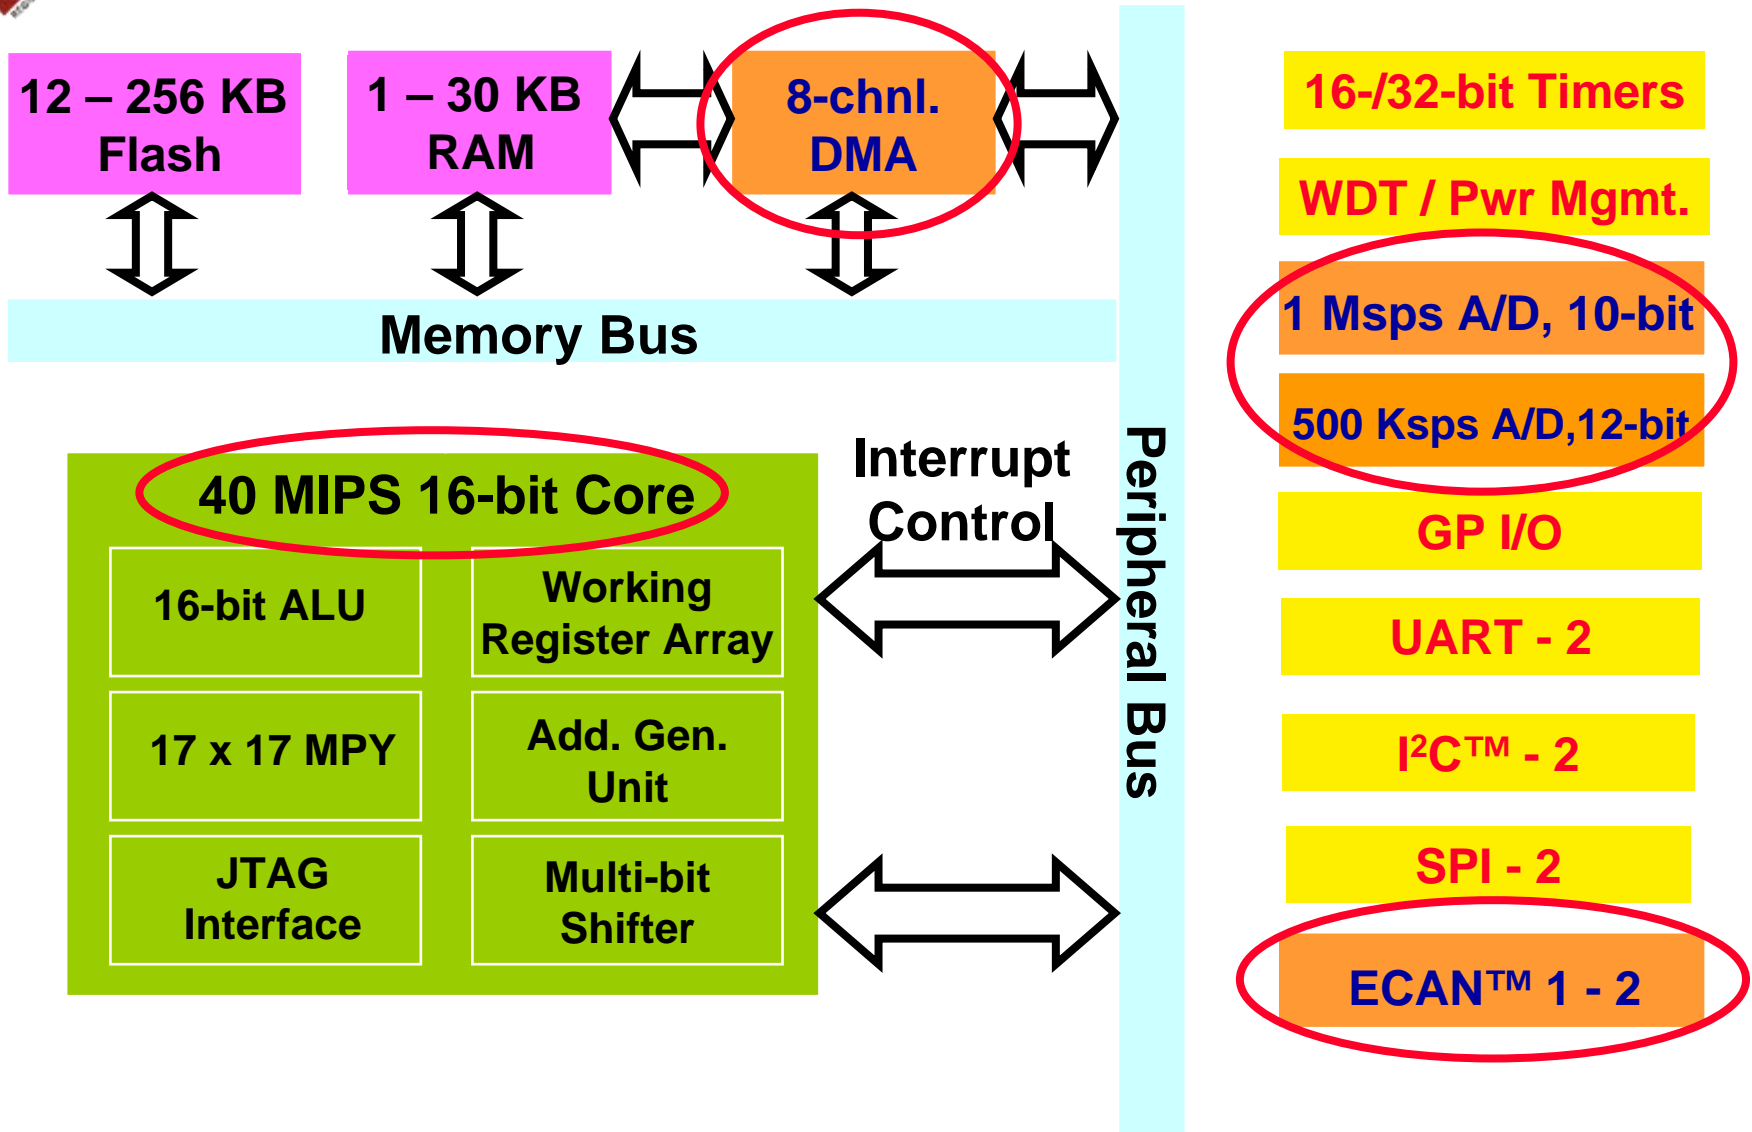 12 – 256 KB
Flash
1 – 30 KB
RAM
8-chnl.
DMA
Memory Bus
40 MIPS 16-bit Core
16-bit ALU
Working
Register Array
17 x 17 MPY
Add. Gen.
Unit
JTAG
Interface
Multi-bit
Shifter
Interrupt
Control
Peripheral Bus
16-/32-bit Timers
WDT / Pwr Mgmt.
1 Msps A/D, 10-bit
500 Ksps A/D,12-bit
GP I/O
UART - 2
I²C™ - 2
SPI - 2
ECAN™ 1 - 2